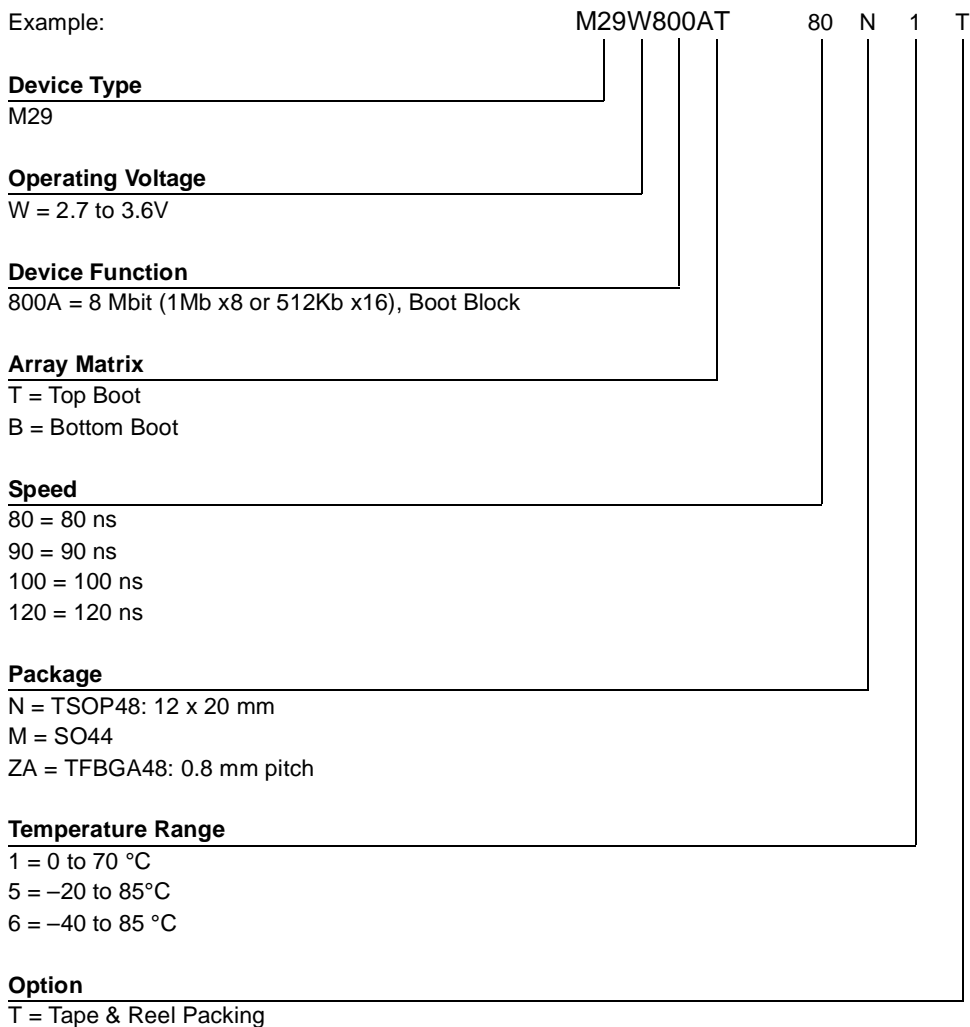 Example: M29W800AT 80 N 1 T
Device Type
M29
Operating Voltage
W = 2.7 to 3.6V
Device Function
800A = 8 Mbit (1Mb x8 or 512Kb x16), Boot Block
Array Matrix
T = Top Boot
B = Bottom Boot
Speed
80 = 80 ns
90 = 90 ns
100 = 100 ns
120 = 120 ns
Package
N = TSOP48: 12 x 20 mm
M = SO44
ZA = TFBGA48: 0.8 mm pitch
Temperature Range
1 = 0 to 70 °C
5 = –20 to 85°C
6 = –40 to 85 °C
Option
T = Tape & Reel Packing